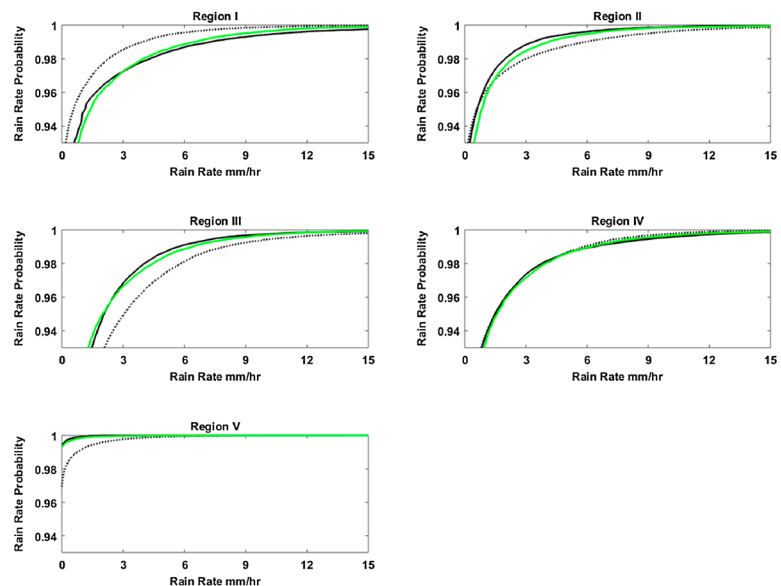 Region I
Rain Rate Probability
1
0.98
0.96
0.94
0 3 6 9 12 15
Rain Rate mm/hr
Region II
Rain Rate Probability
1
0.98
0.96
0.94
0 3 6 9 12 15
Rain Rate mm/hr
Region III
Rain Rate Probability
1
0.98
0.96
0.94
0 3 6 9 12 15
Rain Rate mm/hr
Region IV
Rain Rate Probability
1
0.98
0.96
0.94
0 3 6 9 12 15
Rain Rate mm/hr
Region V
Rain Rate Probability
1
0.98
0.96
0.94
0 3 6 9 12 15
Rain Rate mm/hr